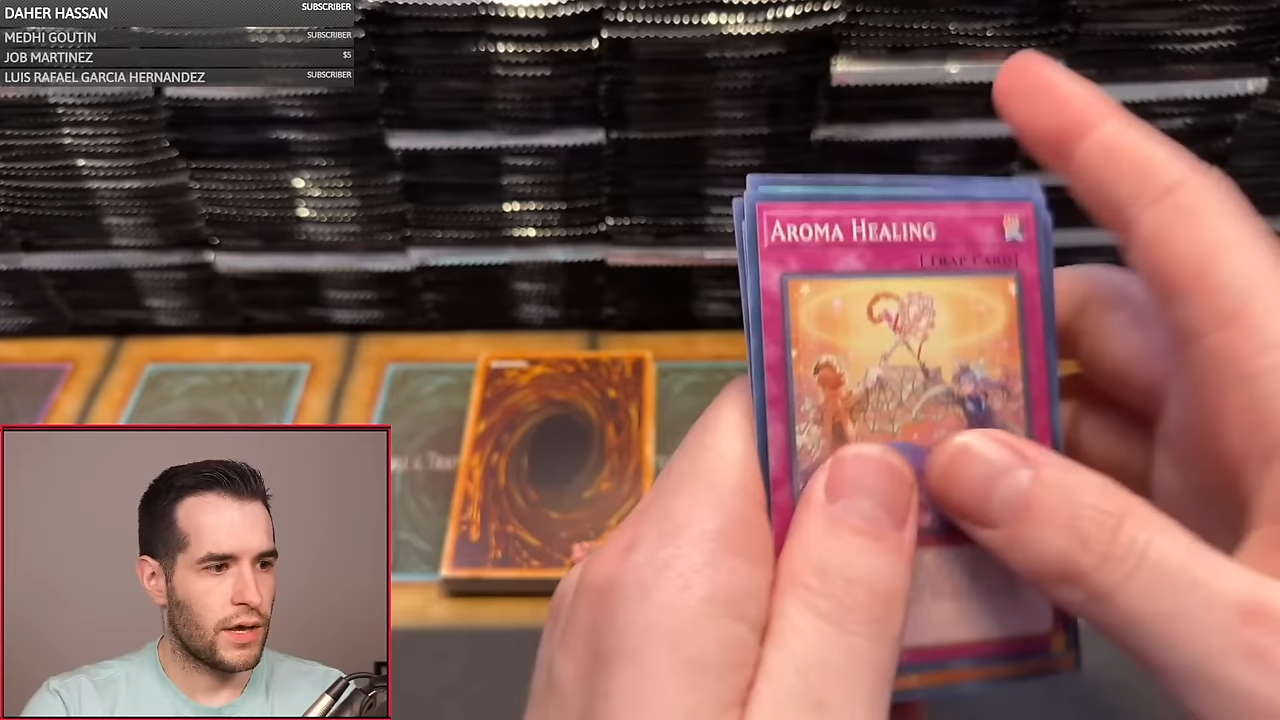 DAHER HASSAN SUBSCRIBER
MEDHI GOUTIN SUBSCRIBER
JOB MARTINEZ $5
LUIS RAFAEL GARCIA HERNANDEZ SUBSCRIBER
AROMA HEALING
[TRAP CARD]